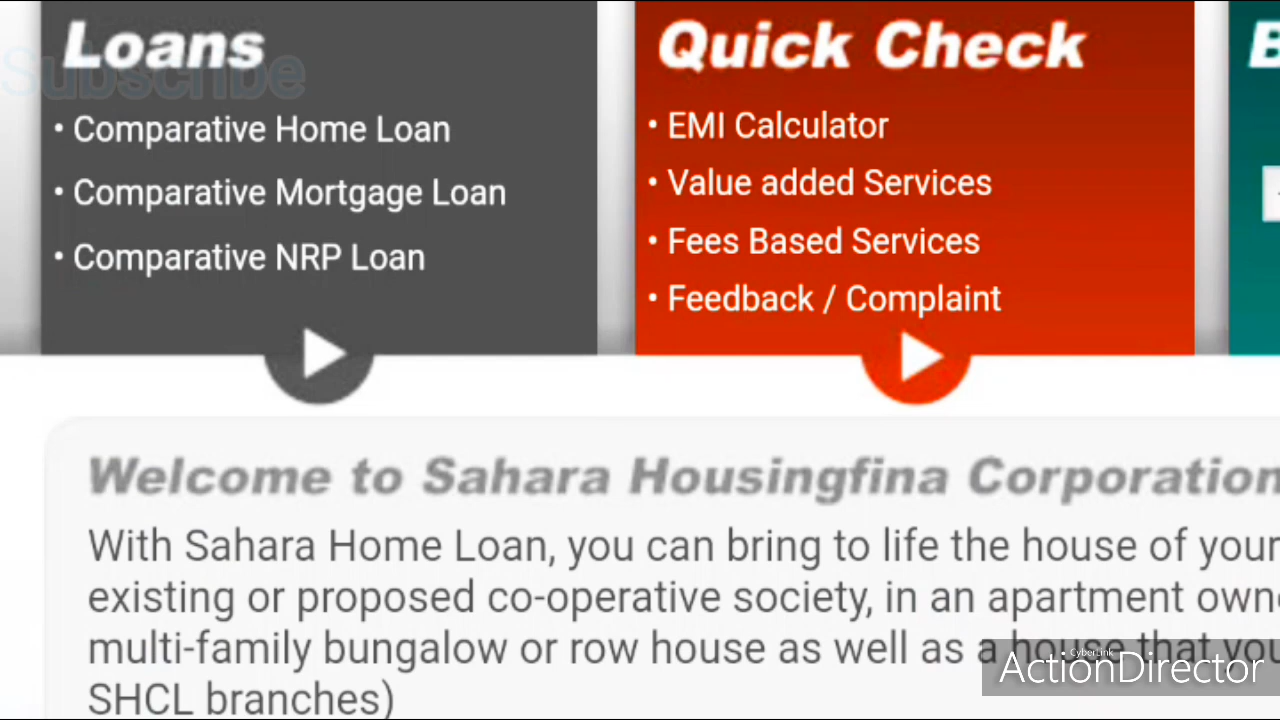 Loans
Subscribe
• Comparative Home Loan
• Comparative Mortgage Loan
• Comparative NRP Loan
Quick Check
• EMI Calculator
• Value added Services
• Fees Based Services
• Feedback / Complaint
B
Welcome to Sahara Housingfina Corporation
With Sahara Home Loan, you can bring to life the house of your
existing or proposed co-operative society, in an apartment owne
multi-family bungalow or row house as well as a house that you
SHCL branches)
CyberLink
ActionDirector